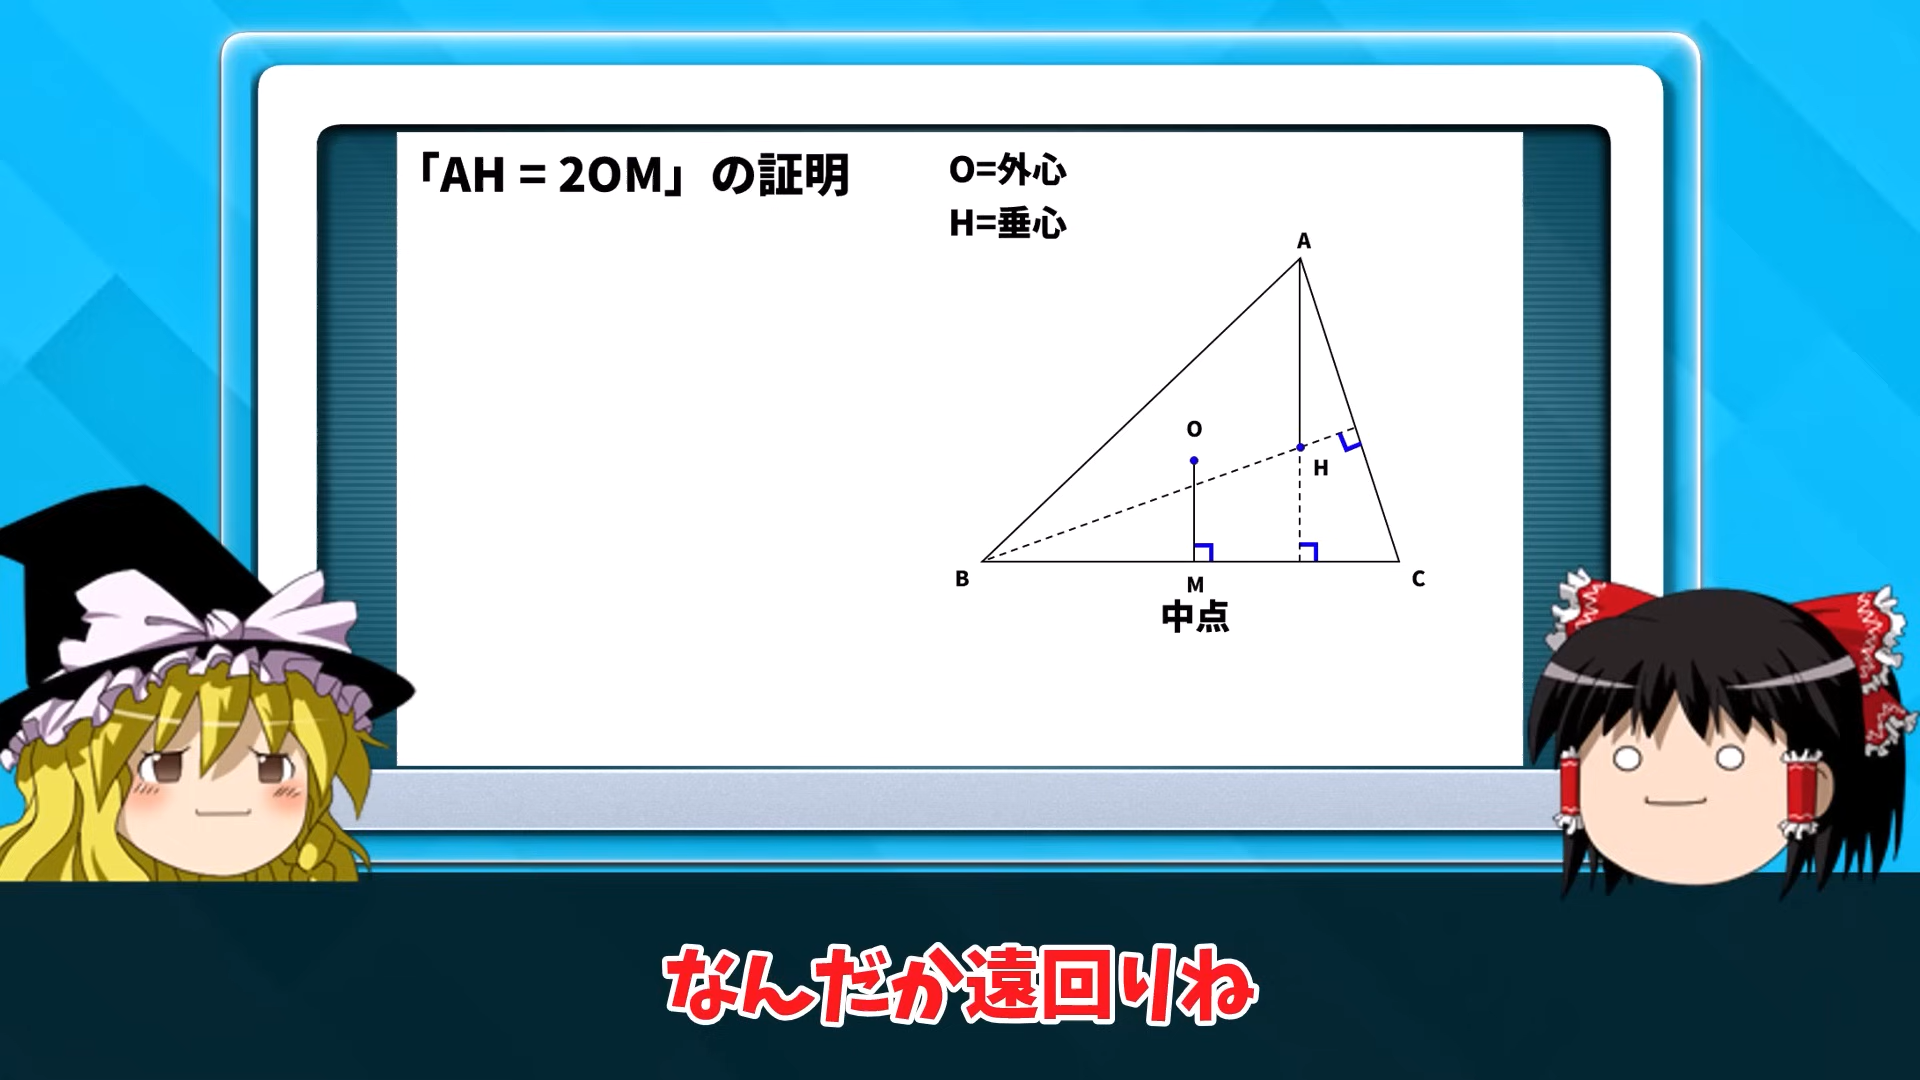 「AH = 2OM」の証明
O=外心
H=垂心
A
O
H
B
M
C
中点
なんだか遠回りね